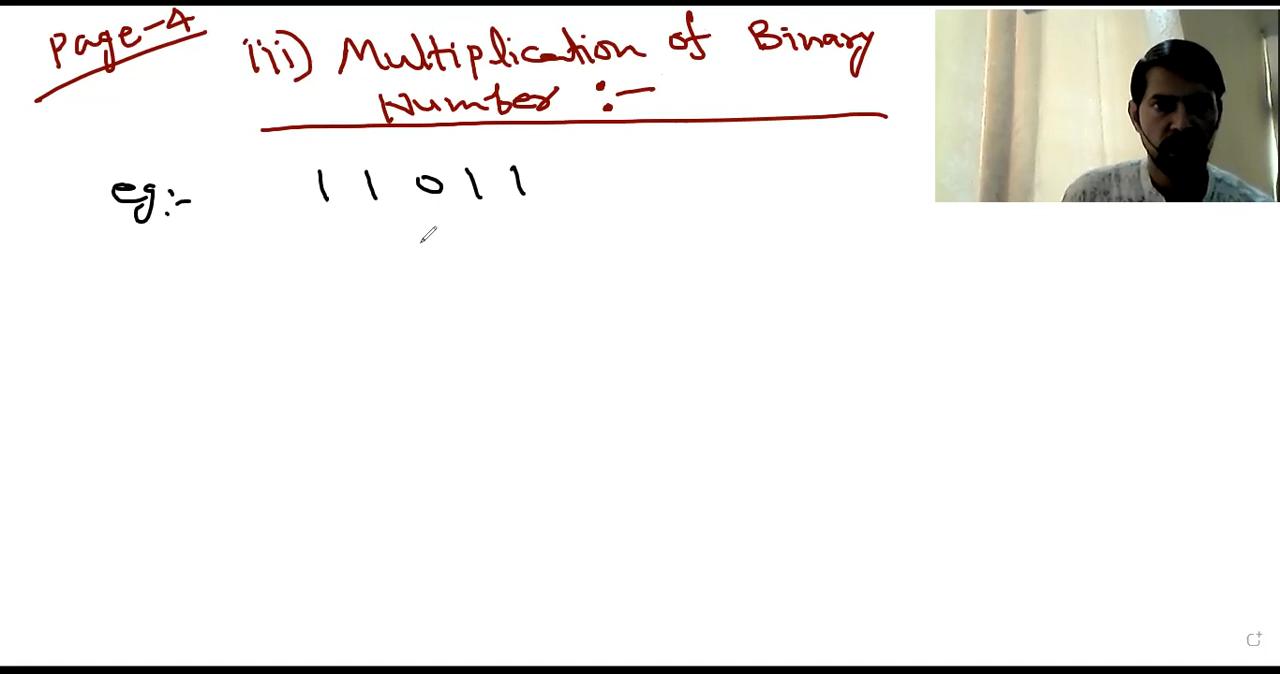 Page-4
iii) Multiplication of Binary
Number :-
eg:- 1 1 0 1 1